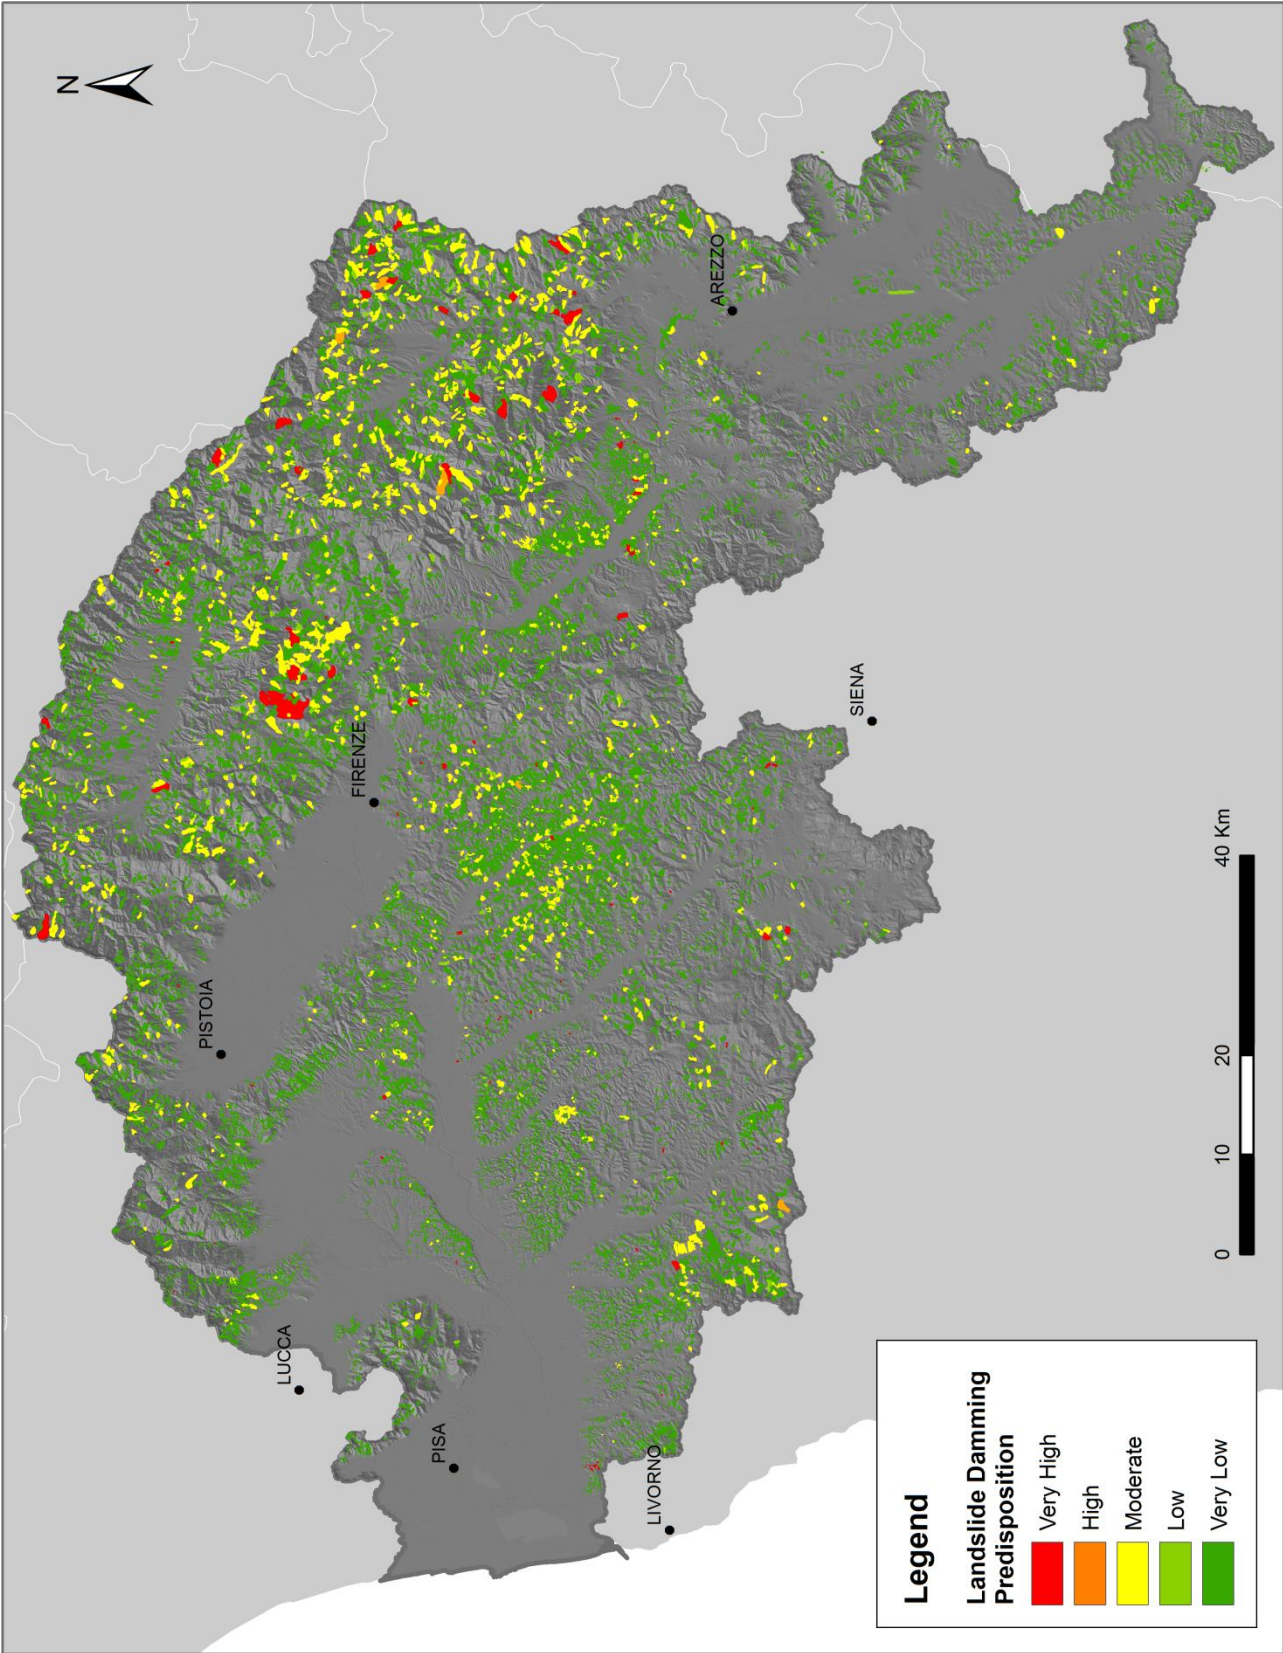 N
PISTOIA
FIRENZE
LUCCA
PISA
AREZZO
LIVORNO
SIENA
Legend
Landslide Damming
Predisposition
Very High
High
Moderate
Low
Very Low
0 10 20 40 Km